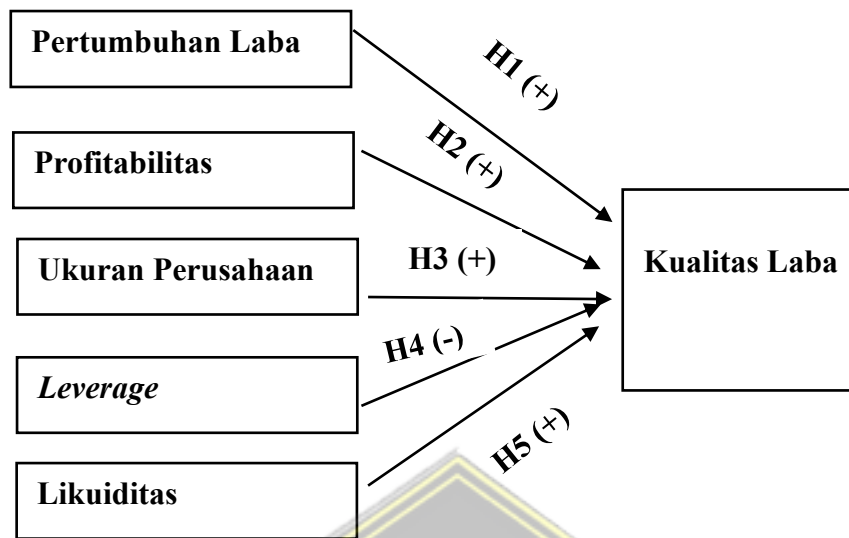 Pertumbuhan Laba
H1 (+)
Profitabilitas
H2 (+)
Ukuran Perusahaan
H3 (+)
Kualitas Laba
Leverage
H4 (-)
Likuiditas
H5 (+)